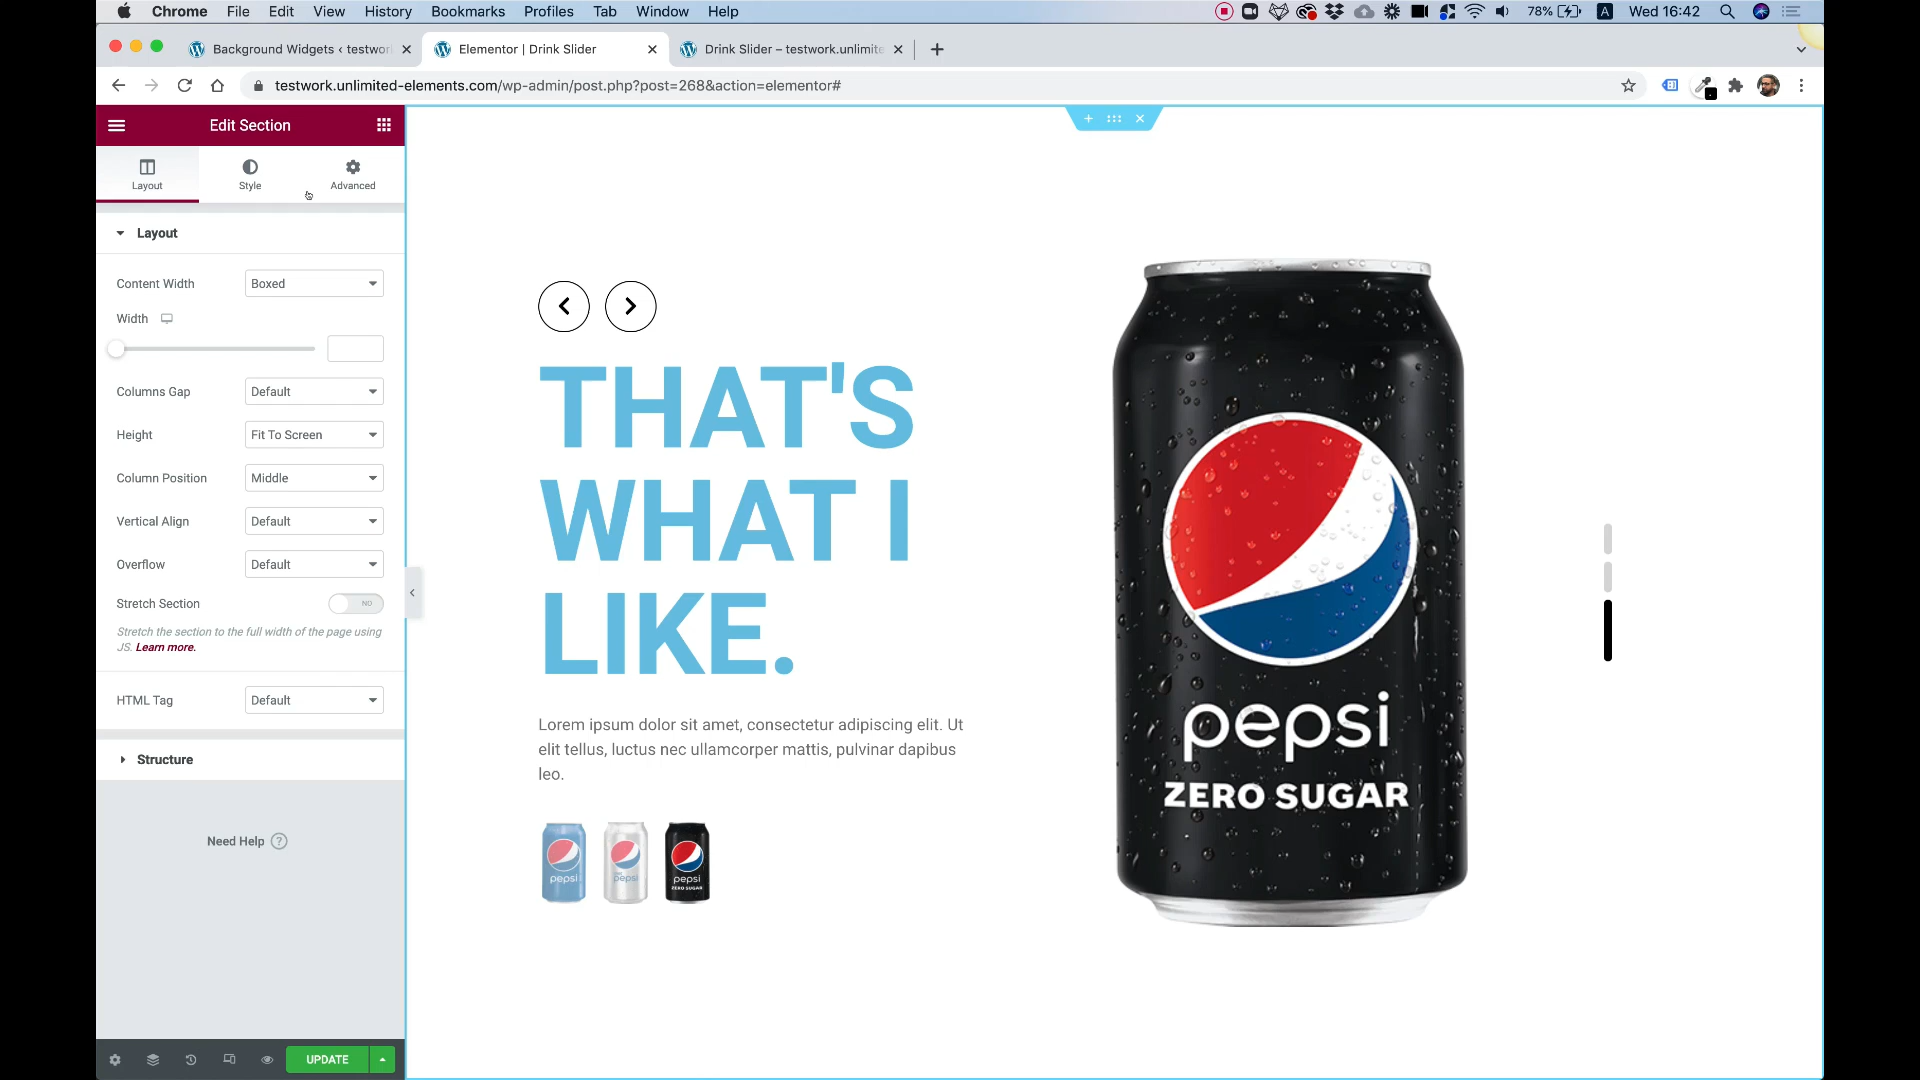 Chrome File Edit View History Bookmarks Profiles Tab Window Help 78% A Wed 16:42
Background Widgets ‹ testwor Elementor | Drink Slider Drink Slider – testwork.unlimite
testwork.unlimited-elements.com/wp-admin/post.php?post=268&action=elementor#
Edit Section
Layout Style Advanced
Layout
Content Width Boxed
Width
Columns Gap Default
Height Fit To Screen
Column Position Middle
Vertical Align Default
Overflow Default
Stretch Section NO
Stretch the section to the full width of the page using
JS. Learn more.
HTML Tag Default
Structure
Need Help ?
UPDATE
THAT'S
WHAT I
LIKE.
Lorem ipsum dolor sit amet, consectetur adipiscing elit. Ut
elit tellus, luctus nec ullamcorper mattis, pulvinar dapibus
leo.
pepsi
pepsi
pepsi
ZERO SUGAR
pepsi
ZERO SUGAR